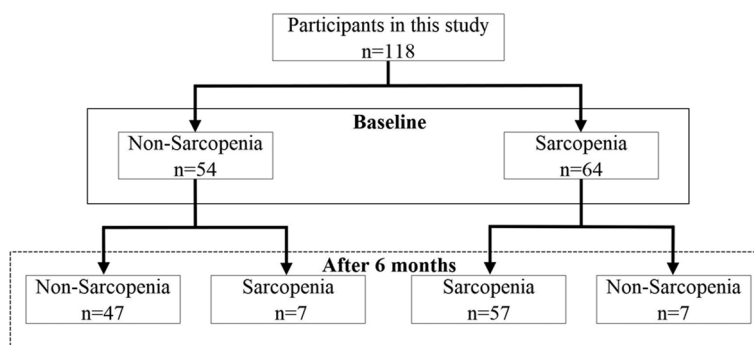 Participants in this study
n=118
Baseline
Non-Sarcopenia
n=54
Sarcopenia
n=64
After 6 months
Non-Sarcopenia
n=47
Sarcopenia
n=7
Sarcopenia
n=57
Non-Sarcopenia
n=7